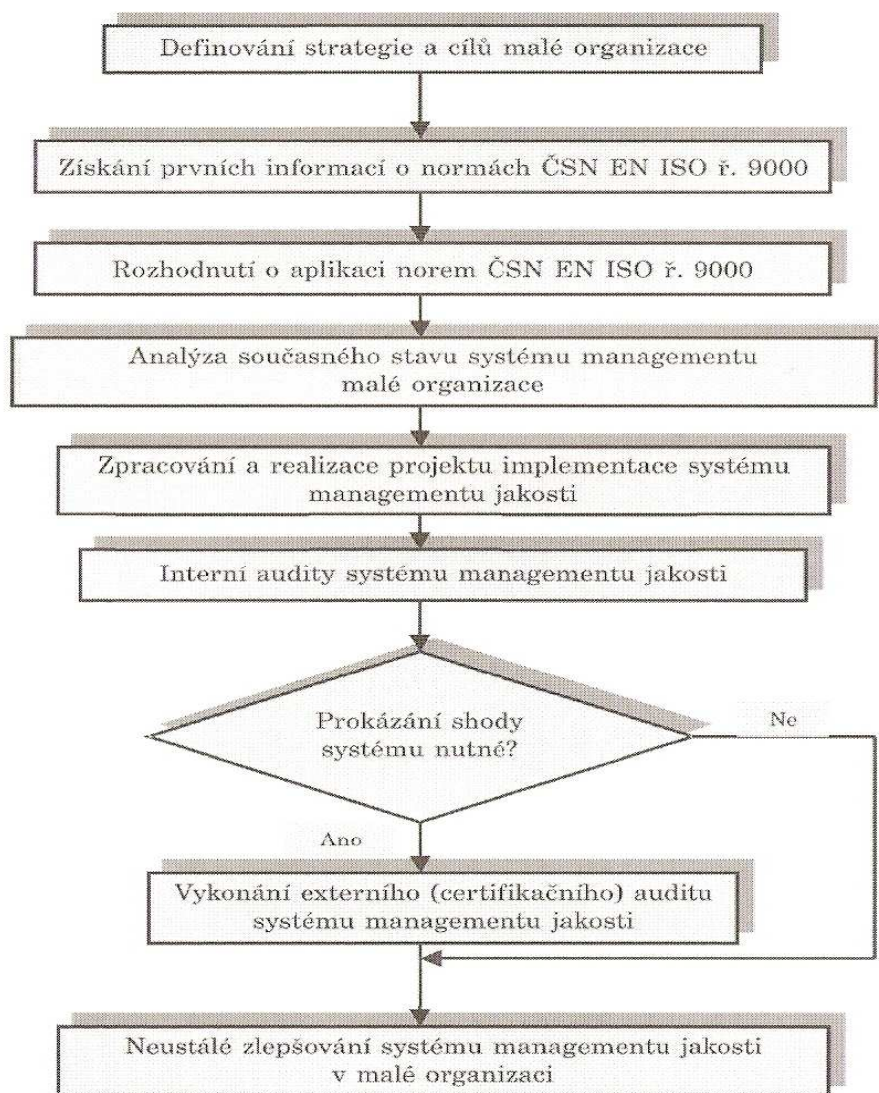 Definování strategie a cílů malé organizace
Získání prvních informací o normách ČSN EN ISO ř. 9000
Rozhodnutí o aplikaci norem ČSN EN ISO ř. 9000
Analýza současného stavu systému managementu
malé organizace
Zpracování a realizace projektu implementace systému
managementu jakosti
Interní audity systému managementu jakosti
Prokázání shody
systému nutné?
Ne
Ano
Vykonání externího (certifikačního) auditu
systému managementu jakosti
Neustálé zlepšování systému managementu jakosti
v malé organizaci